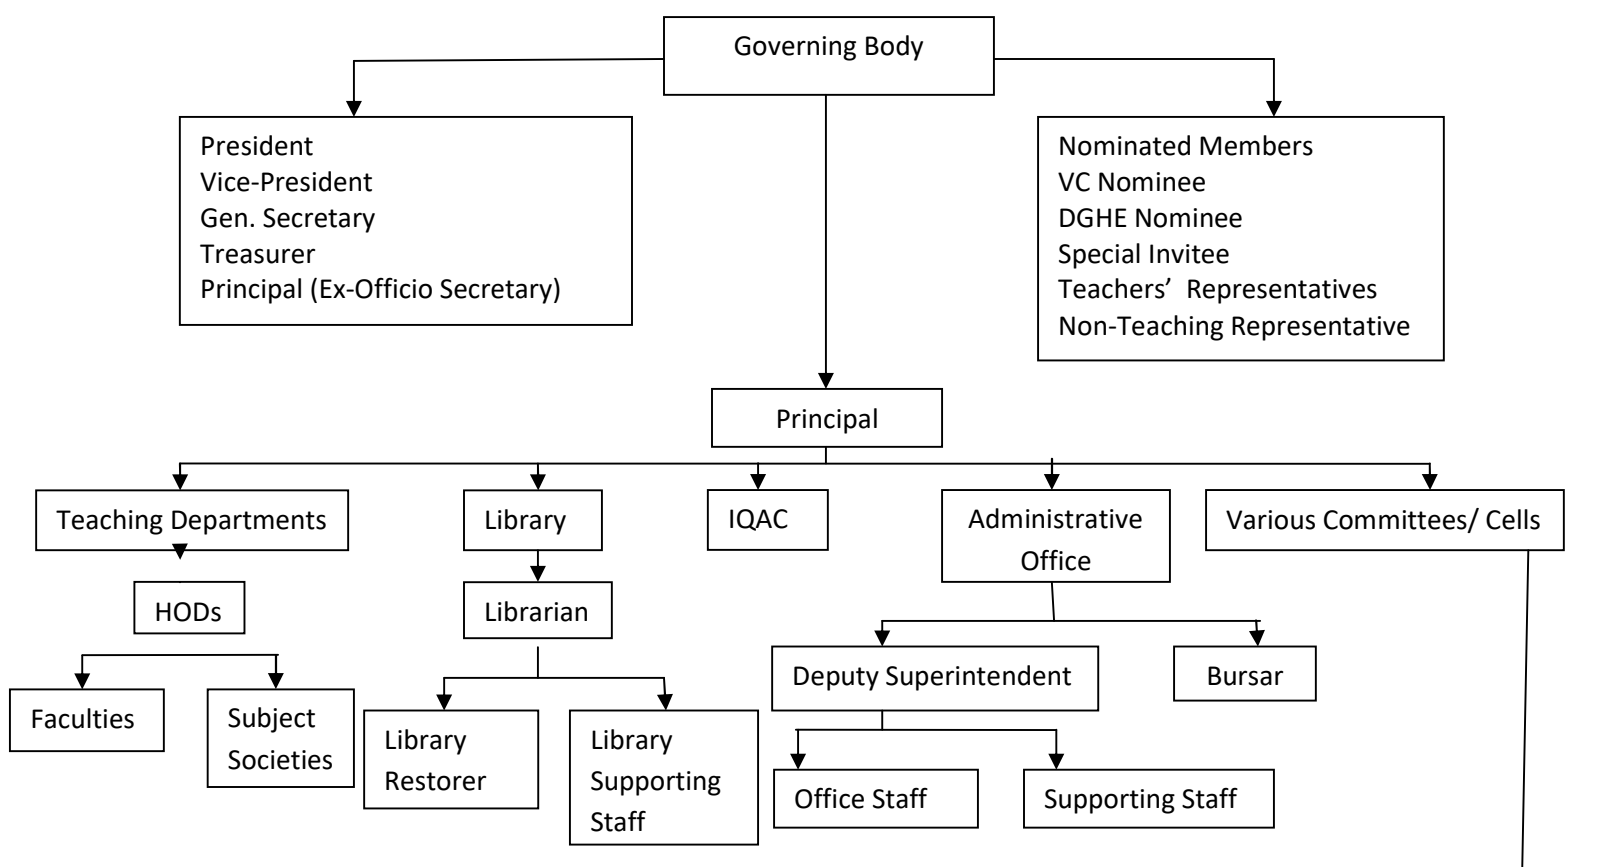 Governing Body
President
Vice-President
Gen. Secretary
Treasurer
Principal (Ex-Officio Secretary)
Nominated Members
VC Nominee
DGHE Nominee
Special Invitee
Teachers’  Representatives
Non-Teaching Representative
Principal
Teaching Departments
Library
IQAC
Administrative
Office
Various Committees/ Cells
HODs
Librarian
Deputy Superintendent
Bursar
Faculties
Subject
Societies
Library
Restorer
Library
Supporting
Staff
Office Staff
Supporting Staff